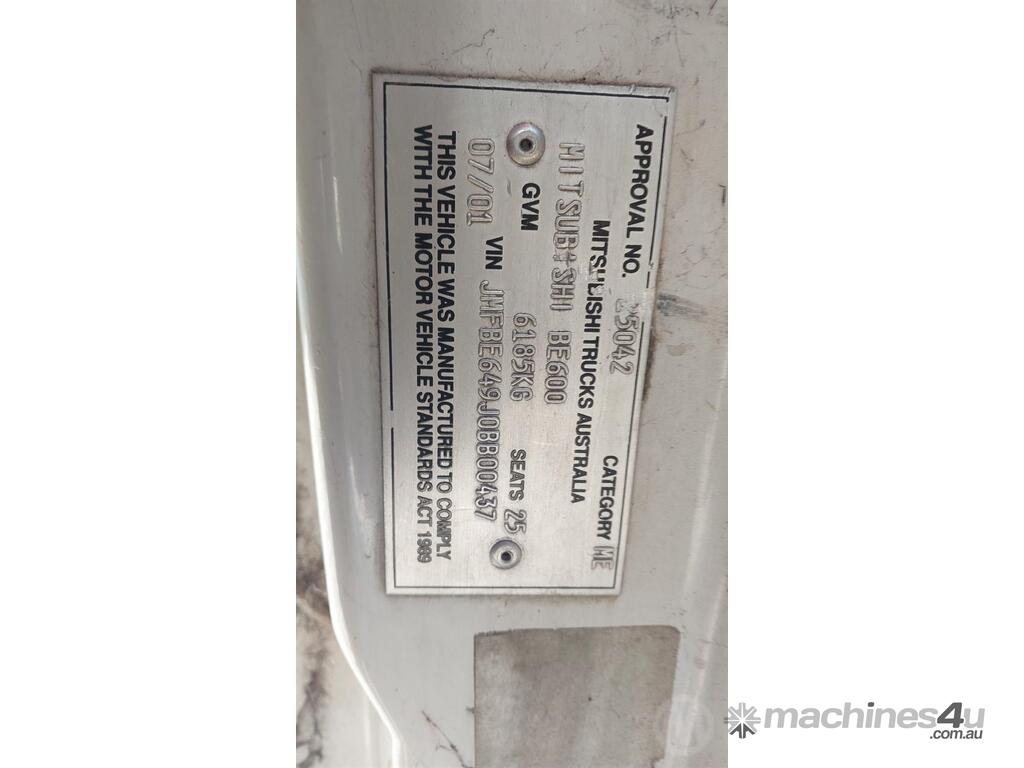 APPROVAL NO. 25042 CATEGORY ME
MITSUBISHI TRUCKS AUSTRALIA
MITSUBISHI BE600
GVM 6185KG SEATS 25
07/01 VIN JMFBE649J0BB00437
THIS VEHICLE WAS MANUFACTURED TO COMPLY
WITH THE MOTOR VEHICLE STANDARDS ACT 1989
machines4u
.com.au